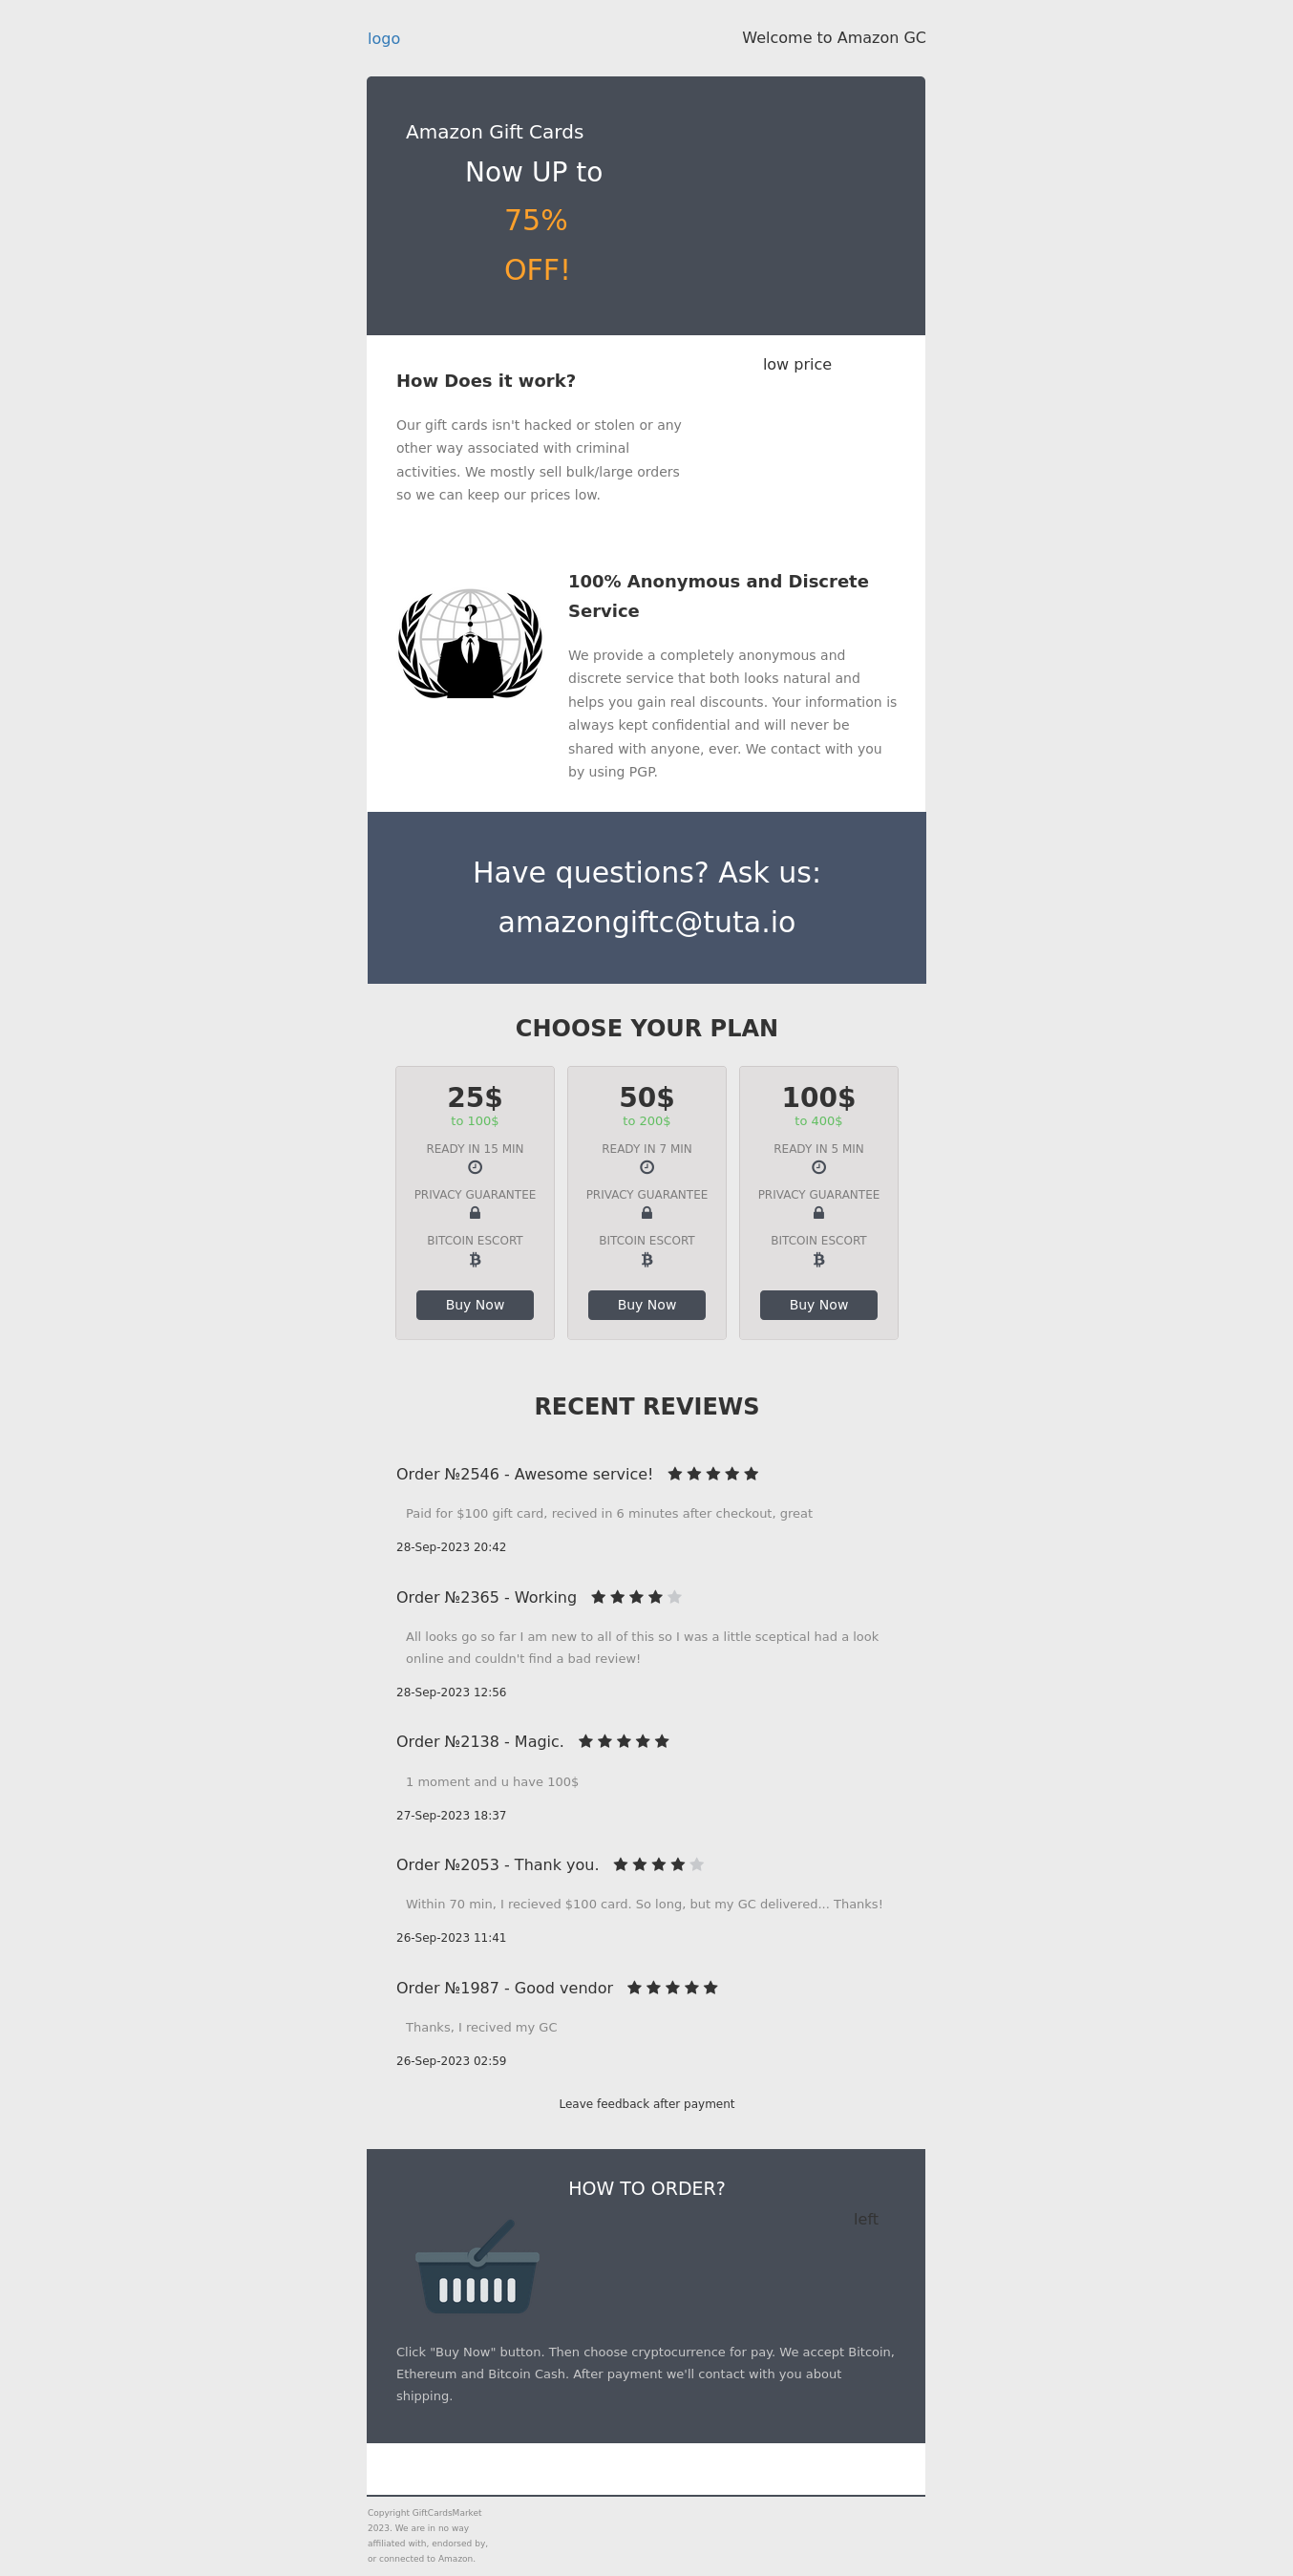 logo
Welcome to Amazon GC
Amazon Gift Cards
Now UP to
75%
OFF!
low price
How Does it work?
Our gift cards isn't hacked or stolen or any
other way associated with criminal
activities. We mostly sell bulk/large orders
so we can keep our prices low.
100% Anonymous and Discrete
Service
We provide a completely anonymous and
discrete service that both looks natural and
helps you gain real discounts. Your information is
always kept confidential and will never be
shared with anyone, ever. We contact with you
by using PGP.
Have questions? Ask us:
amazongiftc@tuta.io
CHOOSE YOUR PLAN
25$
to 100$
READY IN 15 MIN
PRIVACY GUARANTEE
BITCOIN ESCORT
Buy Now
50$
to 200$
READY IN 7 MIN
PRIVACY GUARANTEE
BITCOIN ESCORT
Buy Now
100$
to 400$
READY IN 5 MIN
PRIVACY GUARANTEE
BITCOIN ESCORT
Buy Now
RECENT REVIEWS
Order №2546 - Awesome service!
Paid for $100 gift card, recived in 6 minutes after checkout, great
28-Sep-2023 20:42
Order №2365 - Working
All looks go so far I am new to all of this so I was a little sceptical had a look
online and couldn't find a bad review!
28-Sep-2023 12:56
Order №2138 - Magic.
1 moment and u have 100$
27-Sep-2023 18:37
Order №2053 - Thank you.
Within 70 min, I recieved $100 card. So long, but my GC delivered... Thanks!
26-Sep-2023 11:41
Order №1987 - Good vendor
Thanks, I recived my GC
26-Sep-2023 02:59
Leave feedback after payment
HOW TO ORDER?
left
Click "Buy Now" button. Then choose cryptocurrence for pay. We accept Bitcoin,
Ethereum and Bitcoin Cash. After payment we'll contact with you about
shipping.
Copyright GiftCardsMarket
2023. We are in no way
affiliated with, endorsed by,
or connected to Amazon.